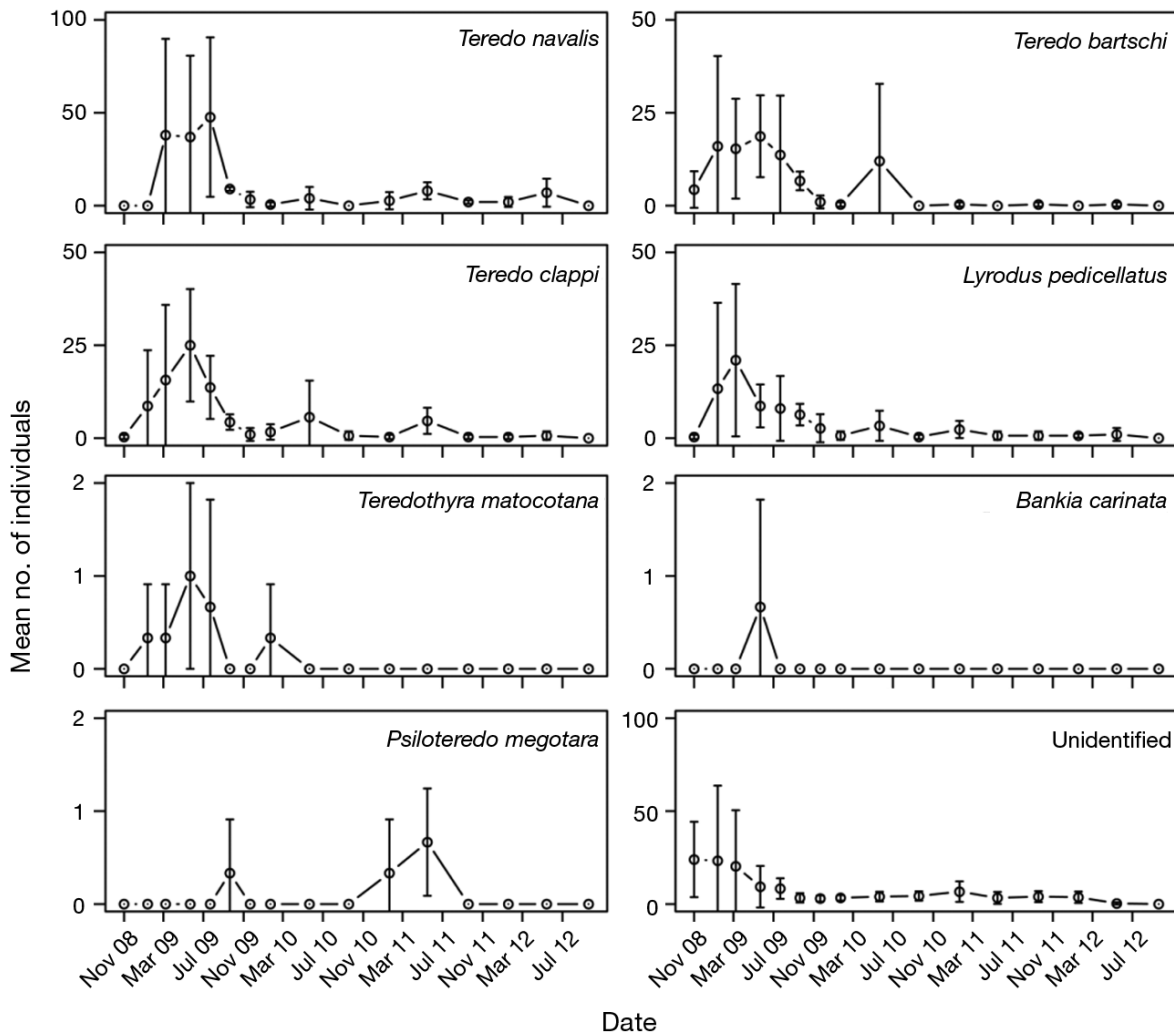 Mean no. of individuals
100
50
0
Teredo navalis
50
25
0
Teredo bartschi
50
25
0
Teredo clappi
50
25
0
Lyrodus pedicellatus
2
1
0
Teredothyra matocotana
2
1
0
Bankia carinata
2
1
0
Psiloteredo megotara
100
50
0
Unidentified
Nov 08
Mar 09
Jul 09
Nov 09
Mar 10
Jul 10
Nov 10
Mar 11
Jul 11
Nov 11
Mar 12
Jul 12
Nov 08
Mar 09
Jul 09
Nov 09
Mar 10
Jul 10
Nov 10
Mar 11
Jul 11
Nov 11
Mar 12
Jul 12
Date